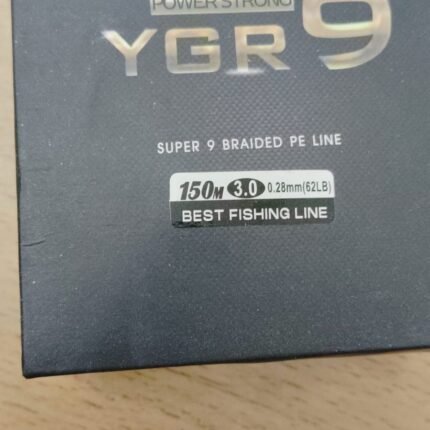 POWER STRONG
YGR 9
SUPER 9 BRAIDED PE LINE
150M 3.0 0.28mm(62LB)
BEST FISHING LINE